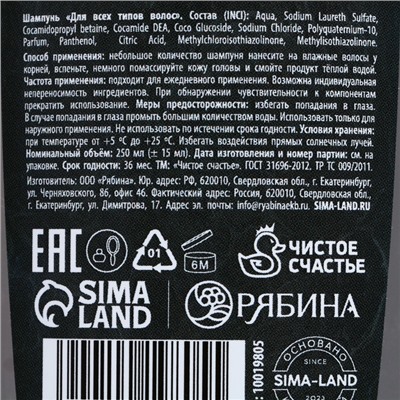 Шампунь «Для всех типов волос». Состав (INCI): Aqua, Sodium Laureth Sulfate,
Cocamidopropyl betaine, Cocamide DEA, Coco Glucoside, Sodium Chloride, Polyquaternium-10,
Parfum, Panthenol, Citric Acid, Methylchloroisothiazolinone, Methylisothiazolinone.
Способ применения: небольшое количество шампуня нанесите на влажные волосы у
корней, вспеньте, немного помассируйте кожу головы и смойте продукт тёплой водой.
Частота применения: подходит для ежедневного применения. Возможна индивидуальная
непереносимость ингредиентов. При обнаружении чувствительности к компонентам
прекратить использование. Меры предосторожности: избегать попадания в глаза.
В случае попадания в глаза промыть большим количеством воды. Использовать только для
наружного применения. Не использовать по истечении срока годности. Условия хранения:
при температуре от +5 °C до +25 °C. Избегать воздействия прямых солнечных лучей.
Номинальный объём: 250 мл (± 15 мл). Дата изготовления и номер партии: см. на
упаковке. Срок годности: 36 мес. ТМ: "Чистое счастье". ГОСТ 31696-2012. ТР ТС 009/2011.
Изготовитель: ООО «Рябина». Юр. адрес: РФ, 620010, Свердловская обл., г. Екатеринбург,
ул. Черняховского, 86, офис 46. Фактический адрес: Россия, 620010, Свердловская обл.,
г. Екатеринбург, ул. Димитрова, 17. Адрес эл. почты: info@ryabinaekb.ru. SIMA-LAND.RU
EAC
01
6M
ЧИСТОЕ
СЧАСТЬЕ
SIMA
LAND
РЯБИНА
: 10019805
ОСНОВАНО
SINCE
SIMA-LAND